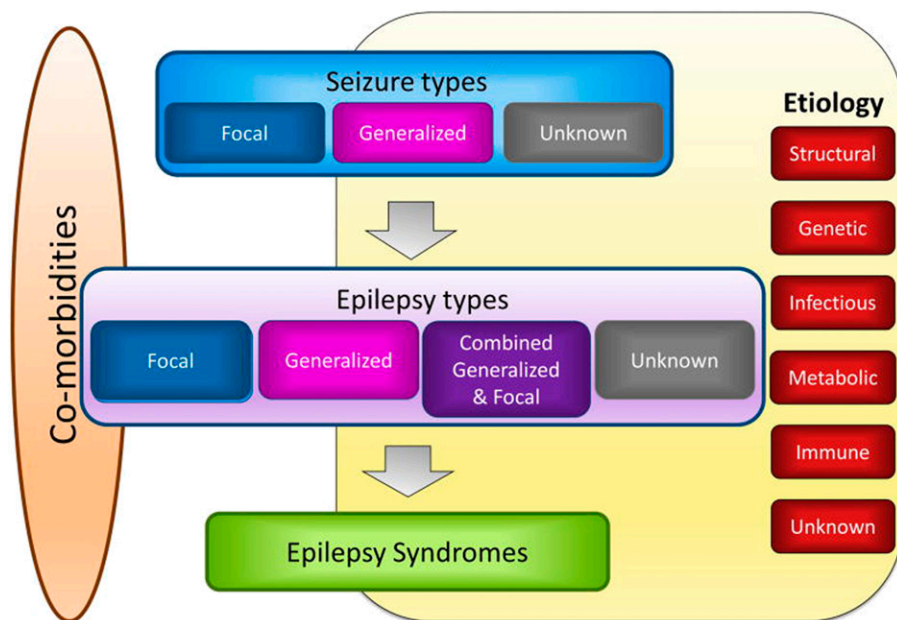 Co-morbidities
Seizure types
Focal
Generalized
Unknown
Epilepsy types
Focal
Generalized
Combined
Generalized
& Focal
Unknown
Epilepsy Syndromes
Etiology
Structural
Genetic
Infectious
Metabolic
Immune
Unknown